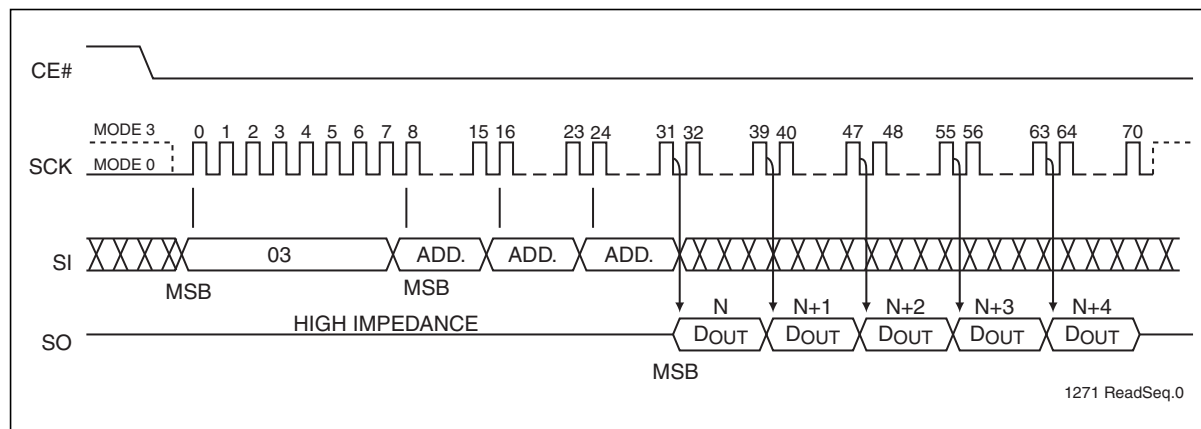 CE#
MODE 3
0 1 2 3 4 5 6 7 8 15 16 23 24 31 32 39 40 47 48 55 56 63 64 70
SCK
MODE 0
SI
03 ADD. ADD. ADD.
MSB MSB
HIGH IMPEDANCE
N N+1 N+2 N+3 N+4
SO
DOUT DOUT DOUT DOUT DOUT
MSB
1271 ReadSeq.0